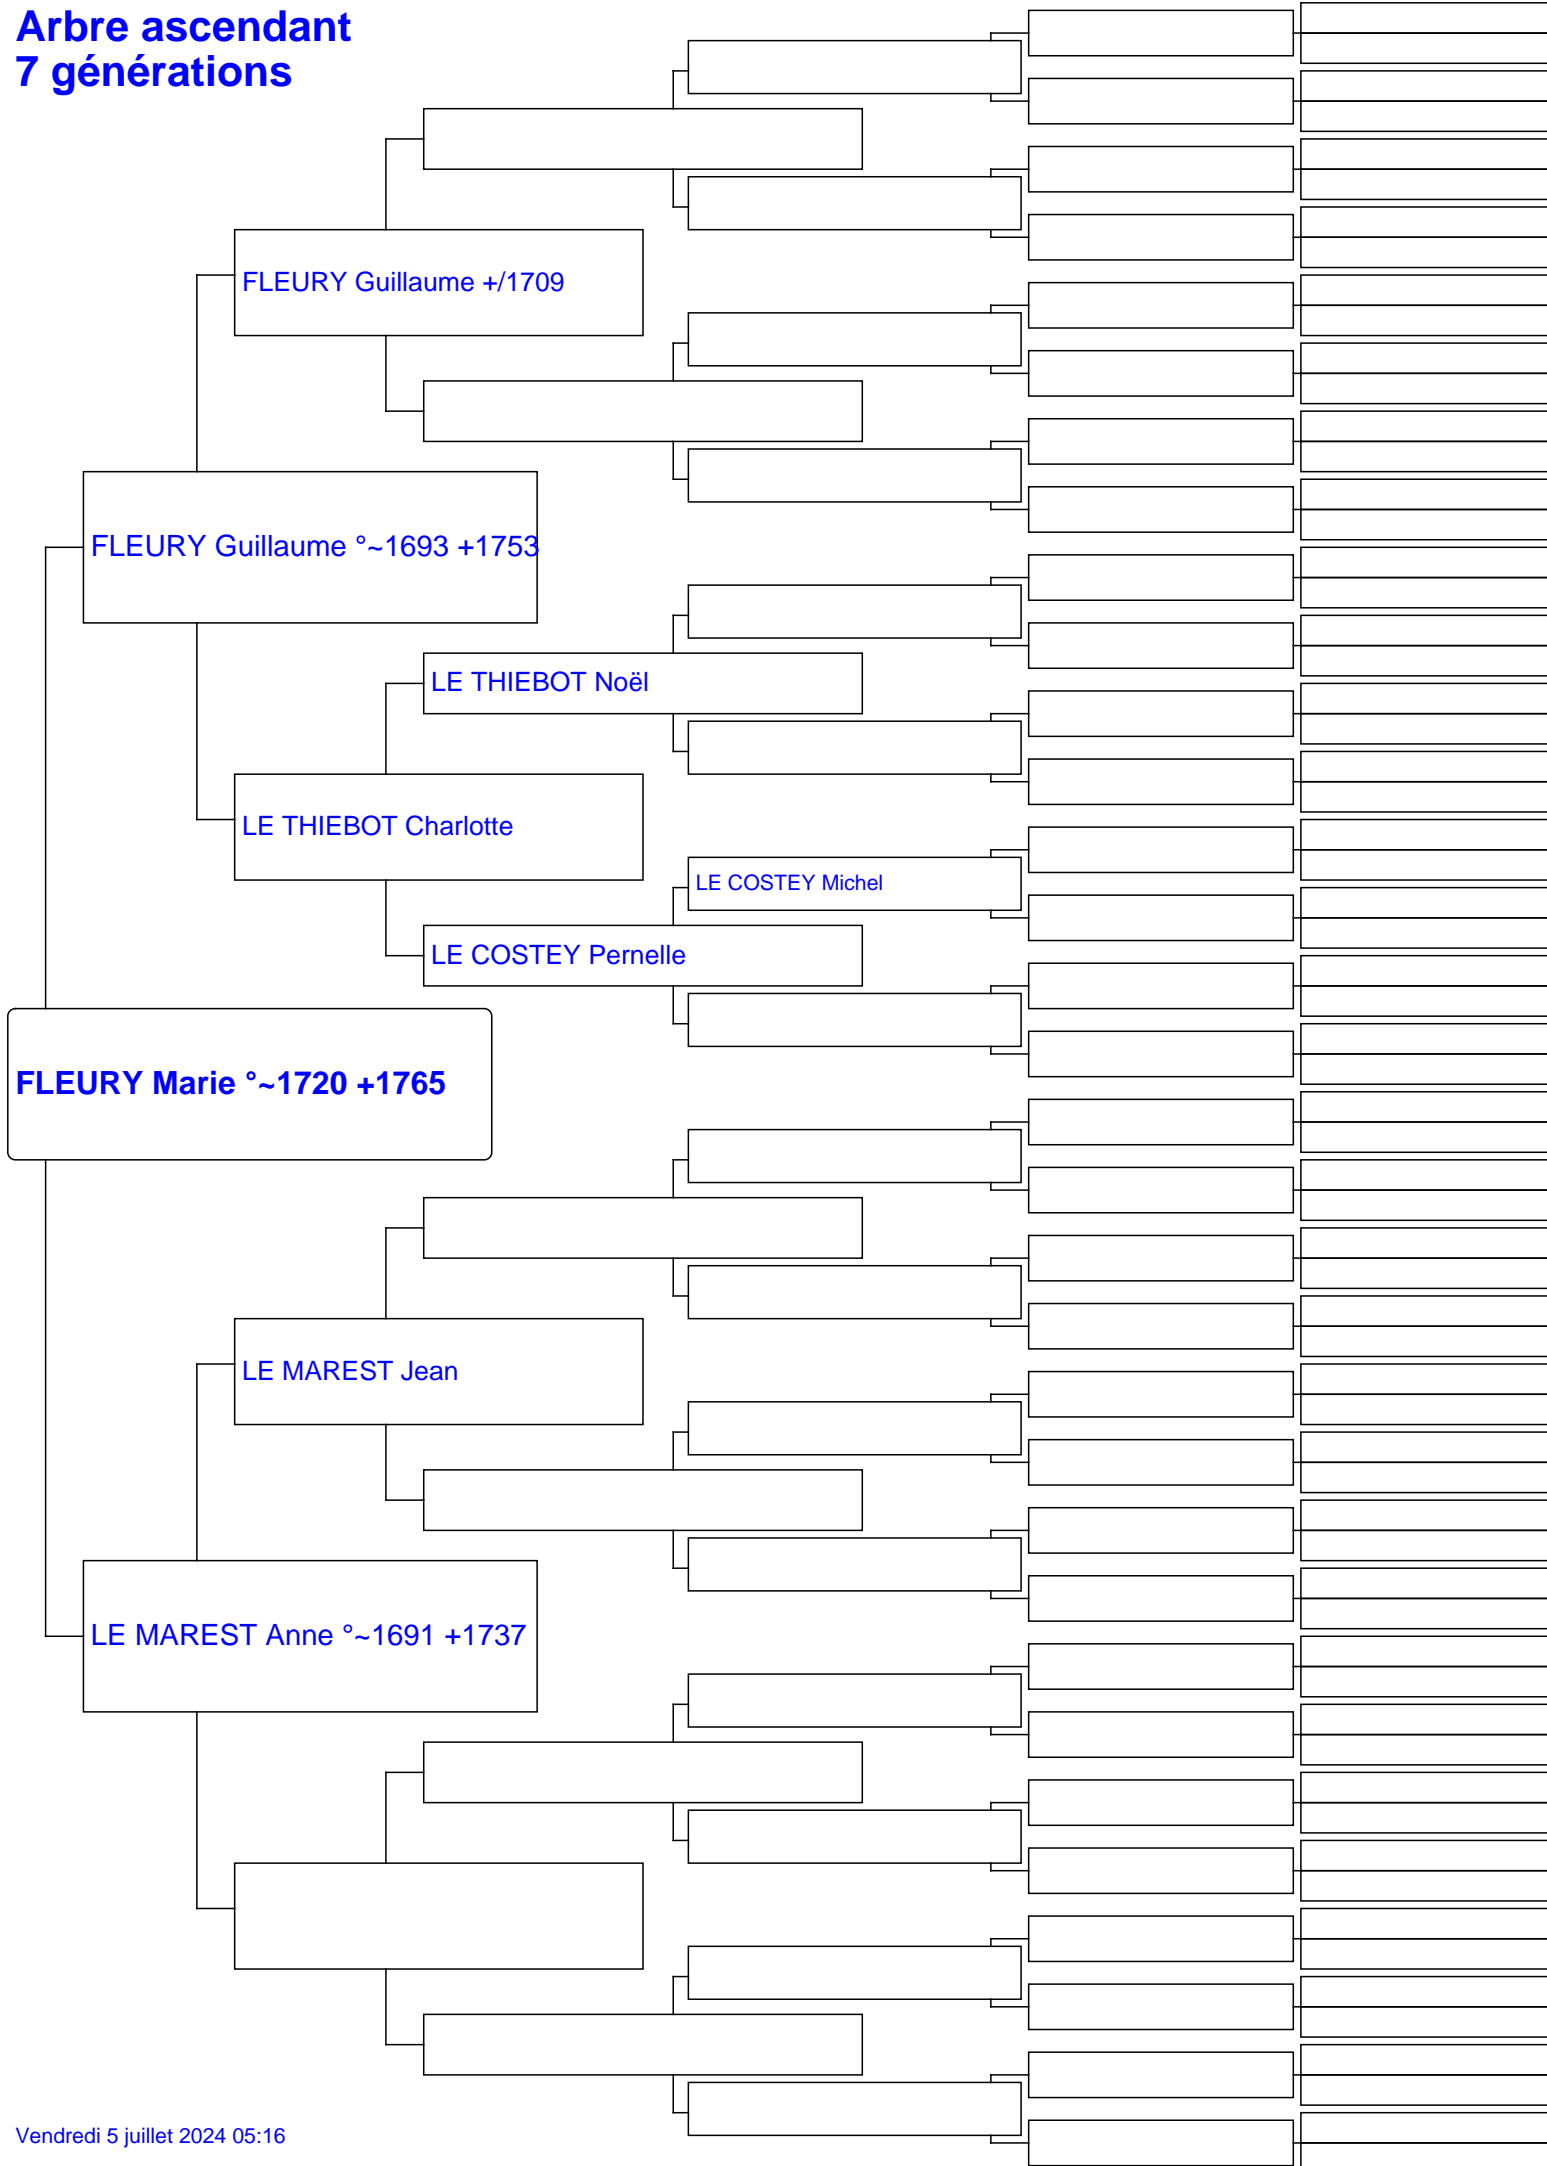 Arbre ascendant
7 générations
FLEURY Guillaume +/1709
FLEURY Guillaume °~1693 +1753
LE THIEBOT Noël
LE THIEBOT Charlotte
LE COSTEY Michel
LE COSTEY Pernelle
FLEURY Marie °~1720 +1765
LE MAREST Jean
LE MAREST Anne °~1691 +1737
Vendredi 5 juillet 2024 05:16